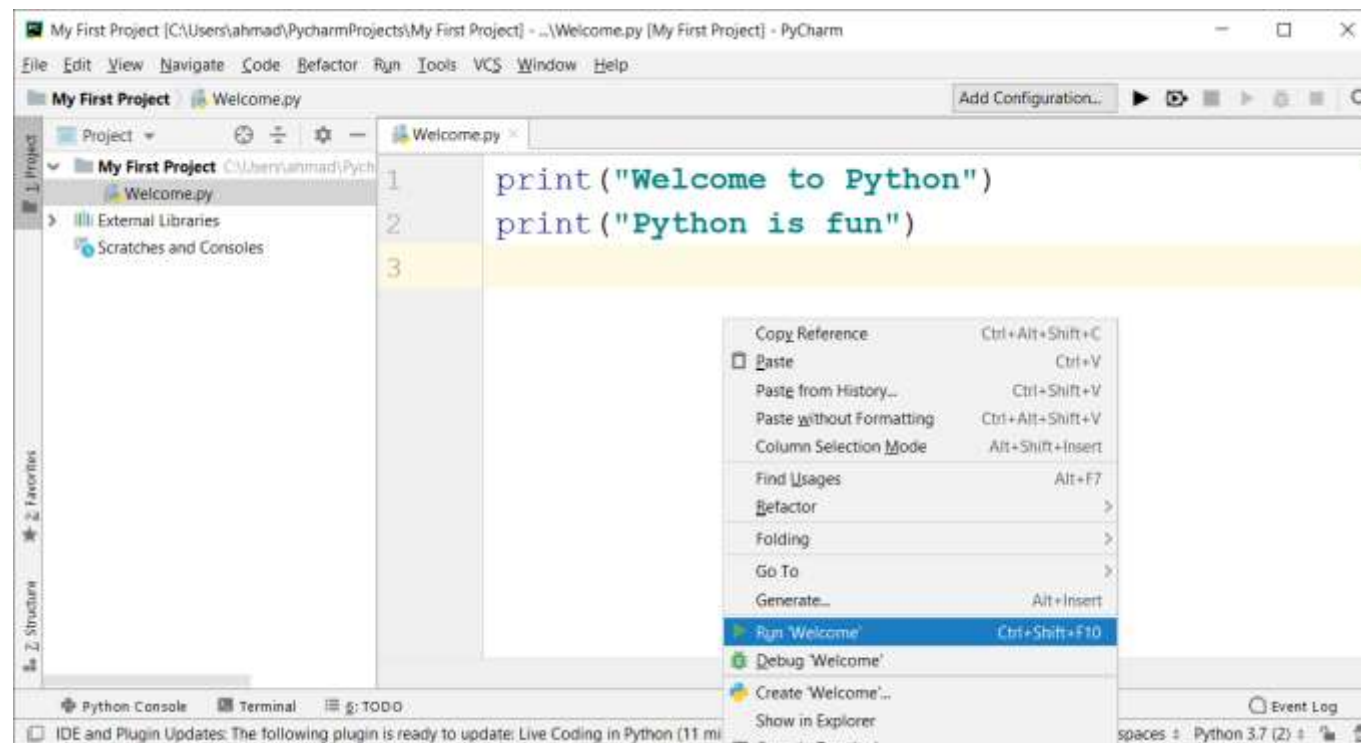 My First Project [C:\Users\ahmad\PycharmProjects\My First Project] - ...\Welcome.py [My First Project] - PyCharm
File Edit View Navigate Code Refactor Run Tools VCS Window Help
My First Project Welcome.py Add Configuration...
1: Project
Project
Welcome.py
My First Project C:\Users\ahmad\Pych
Welcome.py
External Libraries
Scratches and Consoles
1 print("Welcome to Python")
2 print("Python is fun")
3
Copy Reference Ctrl+Alt+Shift+C
Paste Ctrl+V
Paste from History... Ctrl+Shift+V
Paste without Formatting Ctrl+Alt+Shift+V
Column Selection Mode Alt+Shift+Insert
Find Usages Alt+F7
Refactor
Folding
Go To
Generate... Alt+Insert
Run 'Welcome' Ctrl+Shift+F10
Debug 'Welcome'
Create 'Welcome'...
Show in Explorer
2: Favorites
Z: Structure
Python Console Terminal 6: TODO Event Log
IDE and Plugin Updates: The following plugin is ready to update: Live Coding in Python (11 mi spaces Python 3.7 (2)